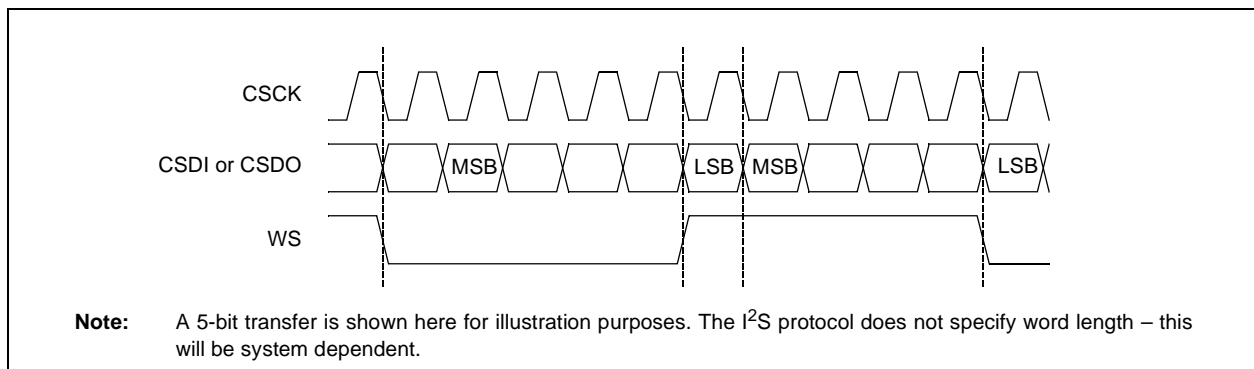 CSCK
CSDI or CSDO MSB LSB MSB LSB
WS
Note: A 5-bit transfer is shown here for illustration purposes. The I²S protocol does not specify word length – this
will be system dependent.